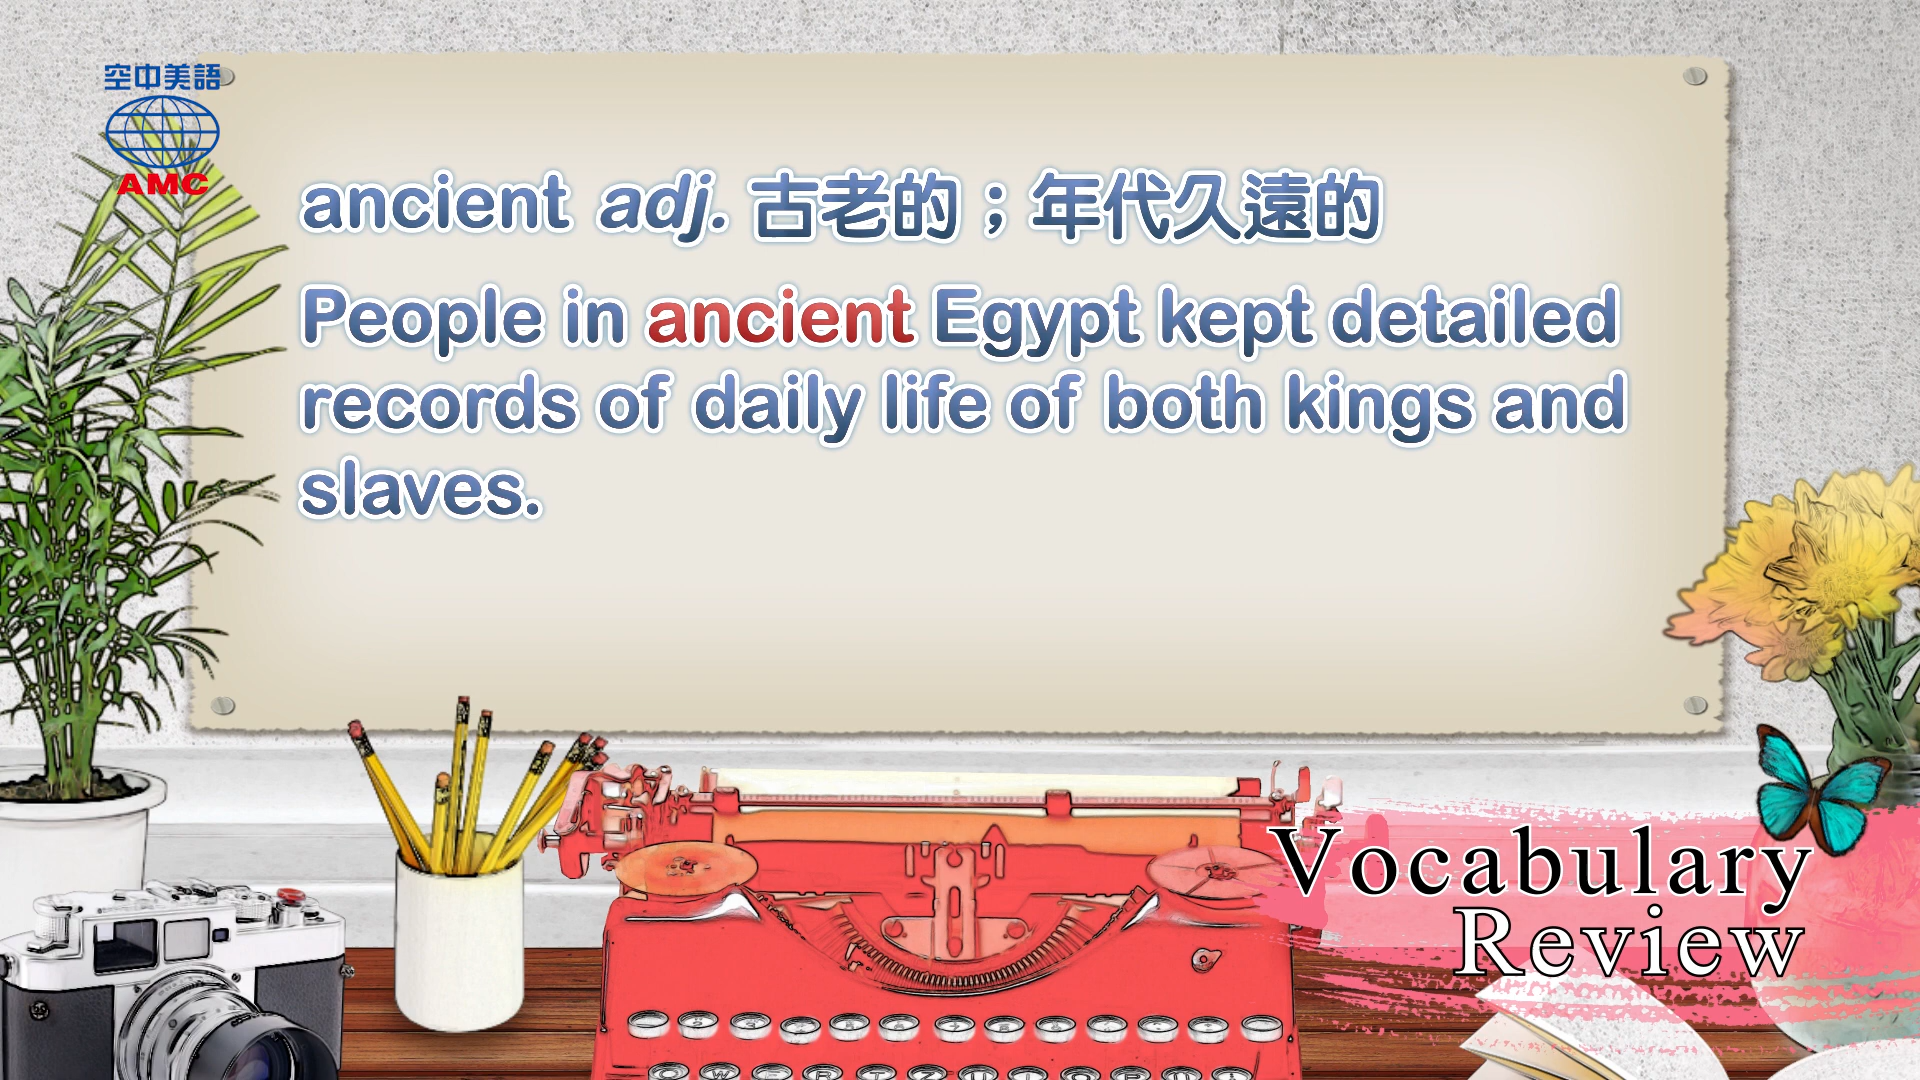 空中美語
AMC
ancient adj. 古老的；年代久遠的
People in ancient Egypt kept detailed
records of daily life of both kings and
slaves.
Vocabulary
Review